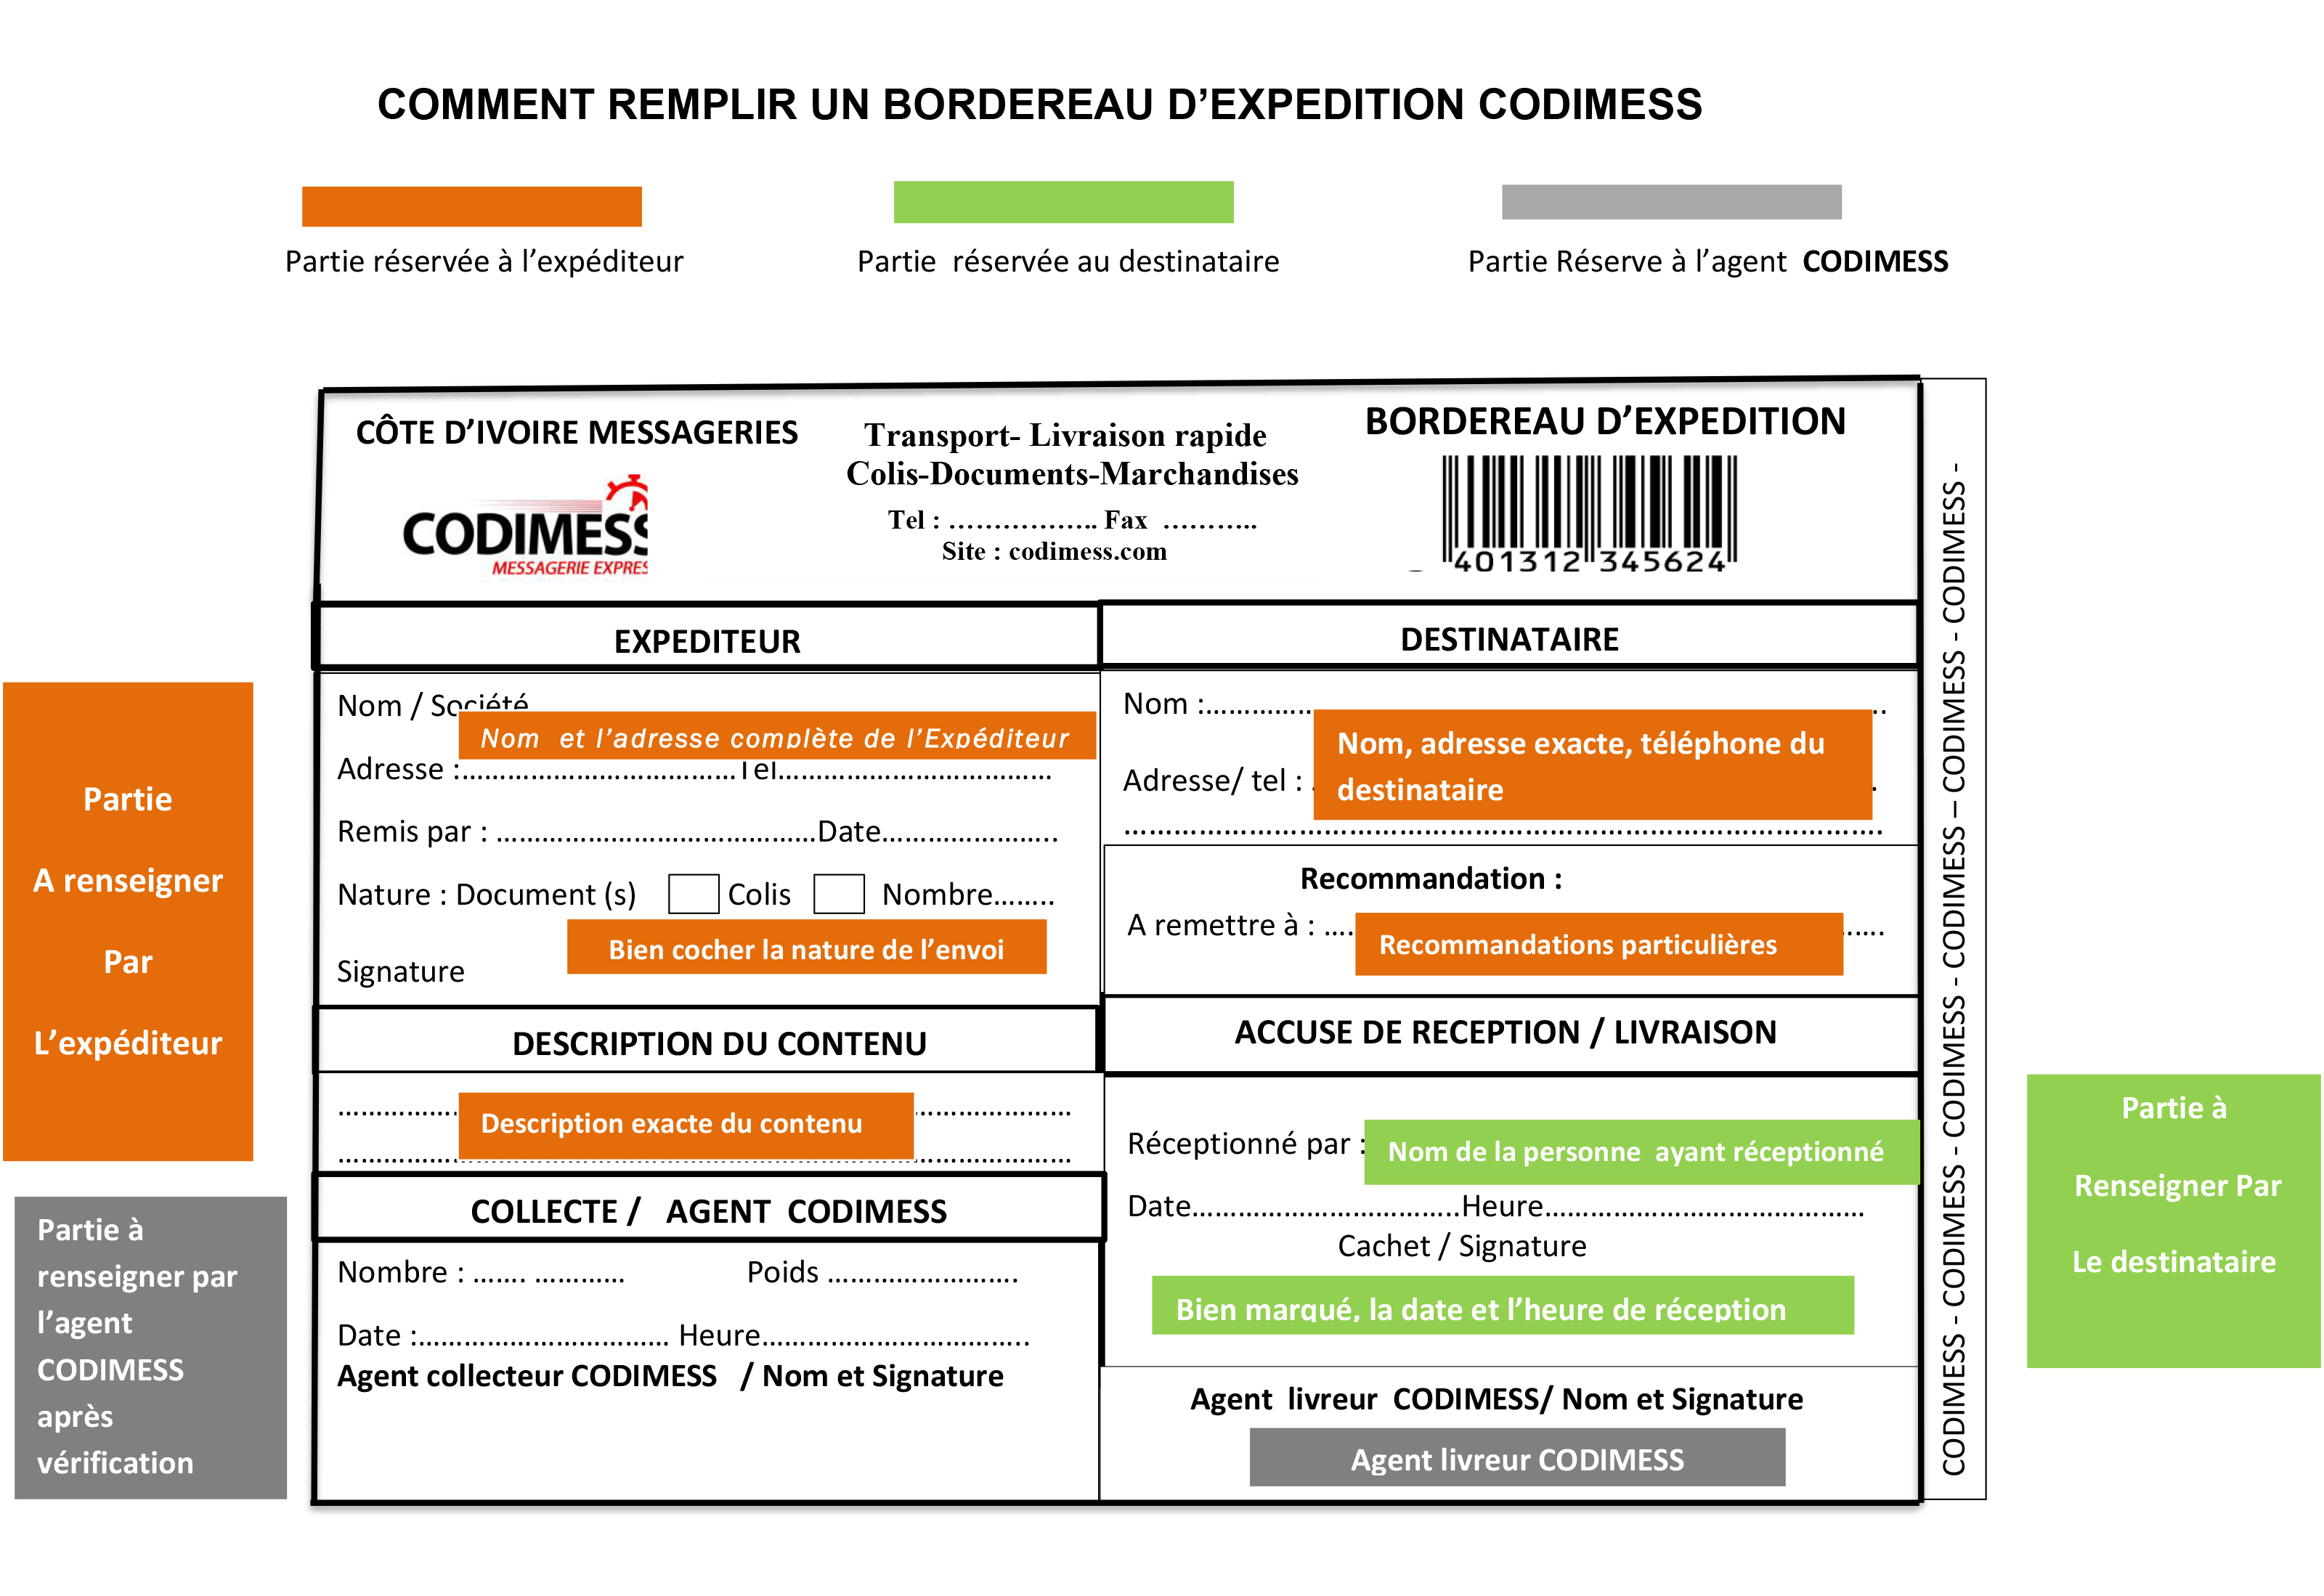 COMMENT REMPLIR UN BORDEREAU D’EXPEDITION CODIMESS
Partie réservée à l’expéditeur
Partie réservée au destinataire
Partie Réserve à l’agent CODIMESS
CÔTE D’IVOIRE MESSAGERIES
CODIMESS
MESSAGERIE EXPRES
Transport- Livraison rapide
Colis-Documents-Marchandises
Tel : …………….. Fax ………..
Site : codimess.com
BORDEREAU D’EXPEDITION
401312 345624
EXPEDITEUR
Nom / Société
Nom et l’adresse complète de l’Expéditeur
Adresse :………………………………Tel………………………………
Remis par : ……………………………………Date…………………..
Nature : Document (s) Colis Nombre……..
Bien cocher la nature de l’envoi
Signature
DESTINATAIRE
Nom :……………
Nom, adresse exacte, téléphone du
destinataire
Adresse/ tel :
Recommandation :
A remettre à : ….
Recommandations particulières
DESCRIPTION DU CONTENU
Description exacte du contenu
ACCUSE DE RECEPTION / LIVRAISON
Réceptionné par :
Nom de la personne ayant réceptionné
Date……………………………..Heure……………………………………
Cachet / Signature
Bien marqué, la date et l’heure de réception
COLLECTE / AGENT CODIMESS
Nombre : ……. …………
Poids …………………….
Date :…………………………… Heure……………………………..
Agent collecteur CODIMESS / Nom et Signature
Agent livreur CODIMESS/ Nom et Signature
Agent livreur CODIMESS
CODIMESS - CODIMESS - CODIMESS - CODIMESS - CODIMESS – CODIMESS - CODIMESS -
Partie
A renseigner
Par
L’expéditeur
Partie à
renseigner par
l’agent
CODIMESS
après
vérification
Partie à
Renseigner Par
Le destinataire